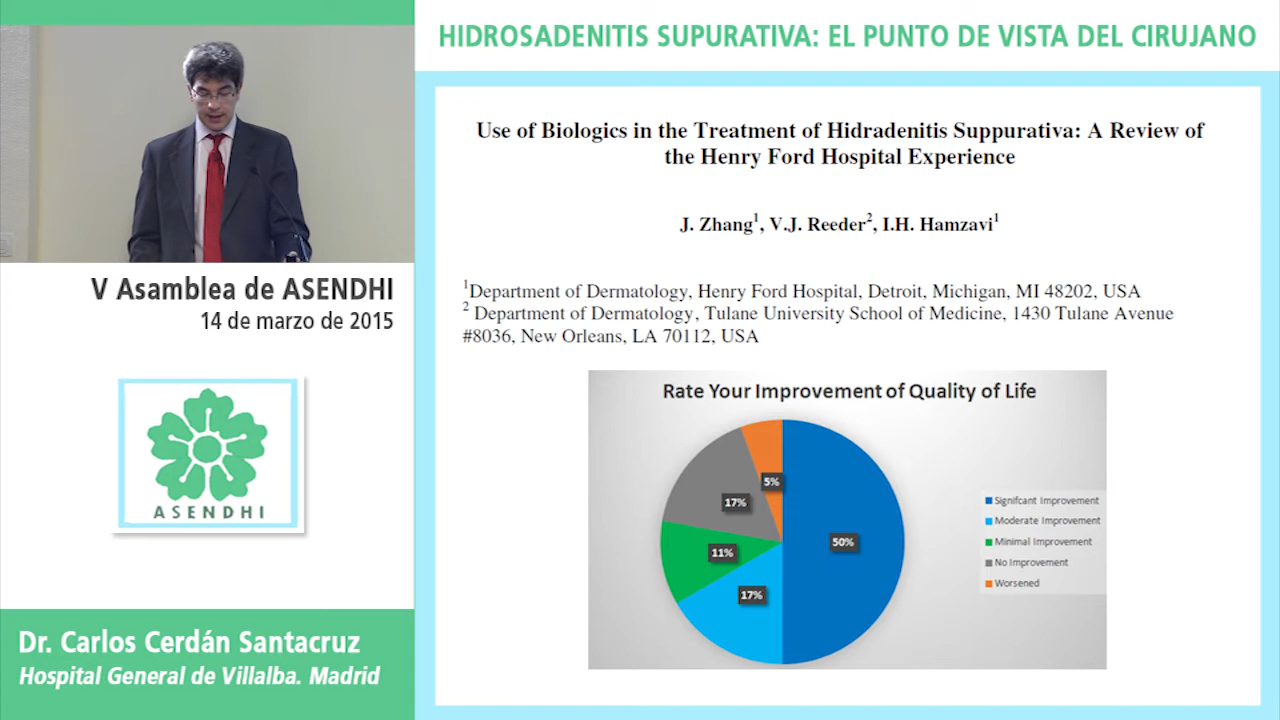 HIDROSADENITIS SUPURATIVA: EL PUNTO DE VISTA DEL CIRUJANO
Use of Biologics in the Treatment of Hidradenitis Suppurativa: A Review of
the Henry Ford Hospital Experience
J. Zhang1, V.J. Reeder2, I.H. Hamzavi1
1Department of Dermatology, Henry Ford Hospital, Detroit, Michigan, MI 48202, USA
2 Department of Dermatology, Tulane University School of Medicine, 1430 Tulane Avenue
#8036, New Orleans, LA 70112, USA
Rate Your Improvement of Quality of Life
5%
17%
11%
17%
50%
Signifcant Improvement
Moderate Improvement
Minimal Improvement
No Improvement
Worsened
V Asamblea de ASENDHI
14 de marzo de 2015
ASENDHI
Dr. Carlos Cerdán Santacruz
Hospital General de Villalba. Madrid